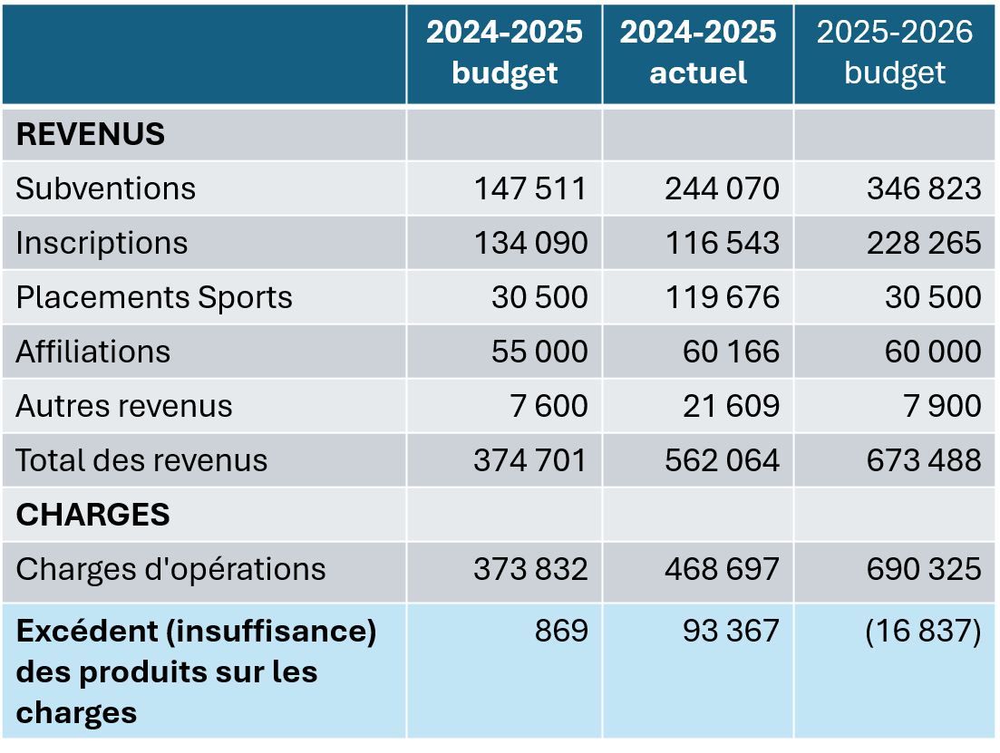 2024-2025 budget 2024-2025 actuel 2025-2026 budget
REVENUS
Subventions 147 511 244 070 346 823
Inscriptions 134 090 116 543 228 265
Placements Sports 30 500 119 676 30 500
Affiliations 55 000 60 166 60 000
Autres revenus 7 600 21 609 7 900
Total des revenus 374 701 562 064 673 488
CHARGES
Charges d'opérations 373 832 468 697 690 325
Excédent (insuffisance) 869 93 367 (16 837)
des produits sur les
charges